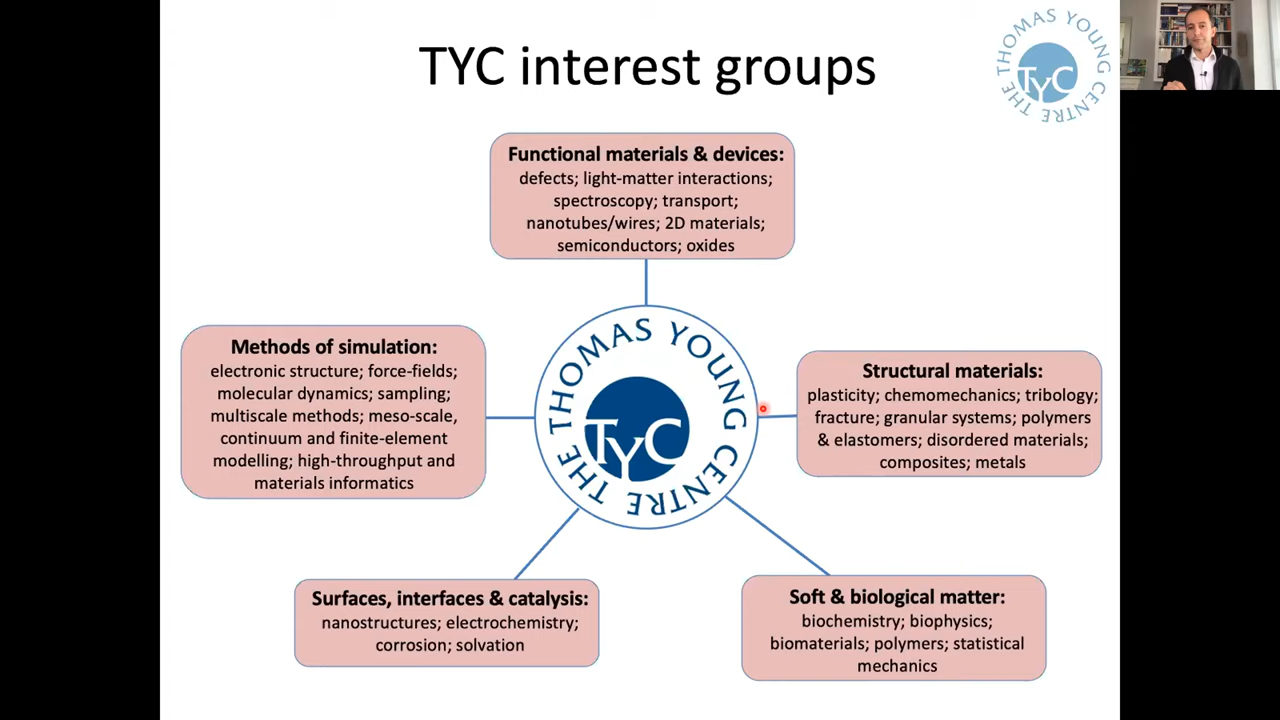 TYC interest groups
THE THOMAS YOUNG CENTRE
TYC
Functional materials & devices:
defects; light-matter interactions;
spectroscopy; transport;
nanotubes/wires; 2D materials;
semiconductors; oxides
Methods of simulation:
electronic structure; force-fields;
molecular dynamics; sampling;
multiscale methods; meso-scale,
continuum and finite-element
modelling; high-throughput and
materials informatics
THE THOMAS YOUNG CENTRE
TYC
Structural materials:
plasticity; chemomechanics; tribology;
fracture; granular systems; polymers
& elastomers; disordered materials;
composites; metals
Surfaces, interfaces & catalysis:
nanostructures; electrochemistry;
corrosion; solvation
Soft & biological matter:
biochemistry; biophysics;
biomaterials; polymers; statistical
mechanics